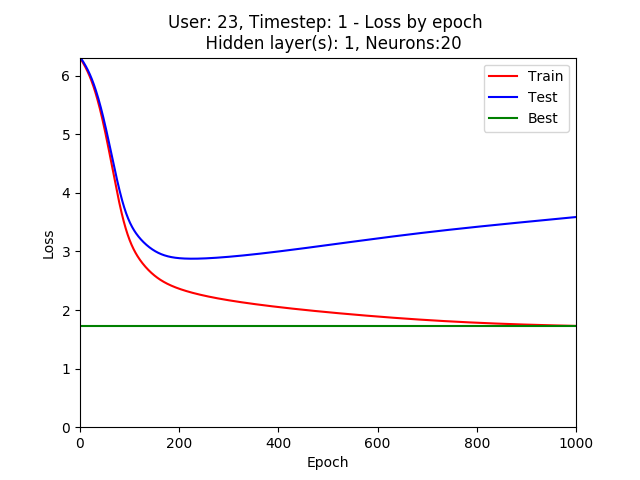 User: 23, Timestep: 1 - Loss by epoch
Hidden layer(s): 1, Neurons:20
Train
Test
Best
Loss
6
5
4
3
2
1
0
0 200 400 600 800 1000
Epoch